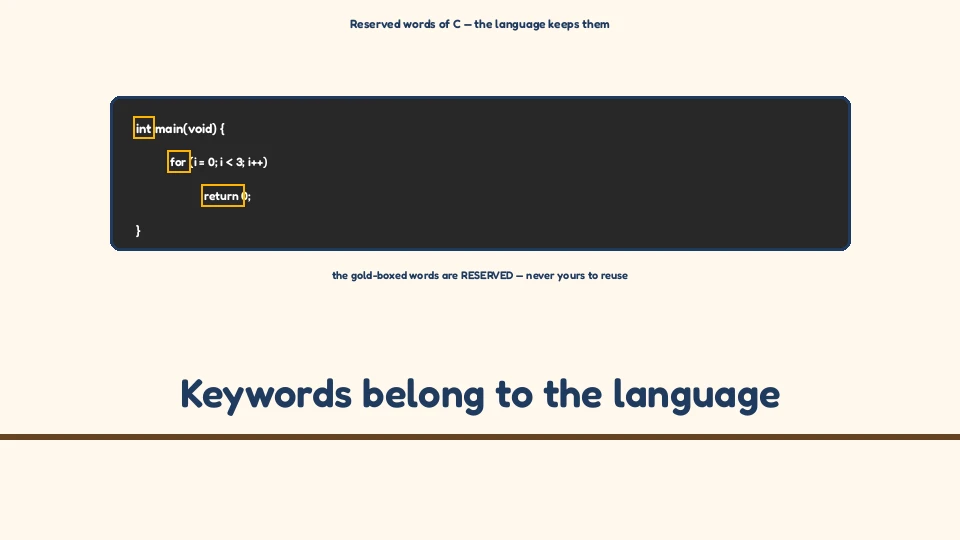 Reserved words of C — the language keeps them
int main(void) {
for (i = 0; i < 3; i++)
return 0;
}
the gold-boxed words are RESERVED — never yours to reuse
Keywords belong to the language